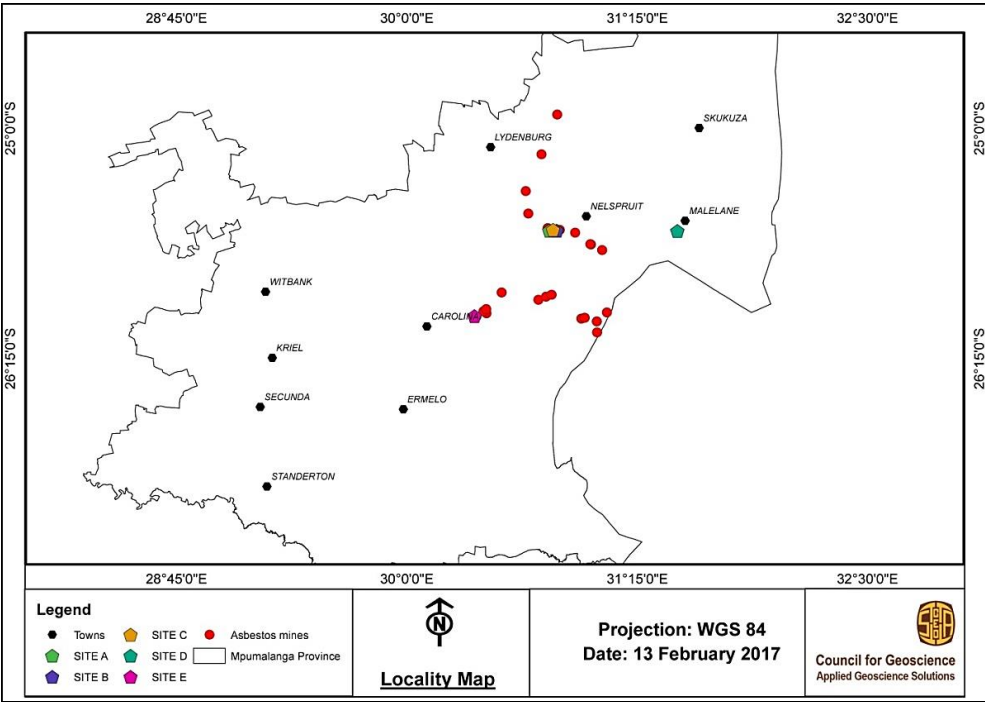 28°45'0"E 30°0'0"E 31°15'0"E 32°30'0"E
25°0'0"S 25°0'0"S
SKUKUZA
LYDENBURG
NELSPRUIT
MALELANE
WITBANK
CAROLINA
26°15'0"S 26°15'0"S
KRIEL
SECUNDA
ERMELO
STANDERTON
28°45'0"E 30°0'0"E 31°15'0"E 32°30'0"E
Legend
Towns SITE C Asbestos mines
SITE A SITE D Mpumalanga Province
SITE B SITE E
N
Locality Map
Projection: WGS 84
Date: 13 February 2017
Council for Geoscience
Applied Geoscience Solutions